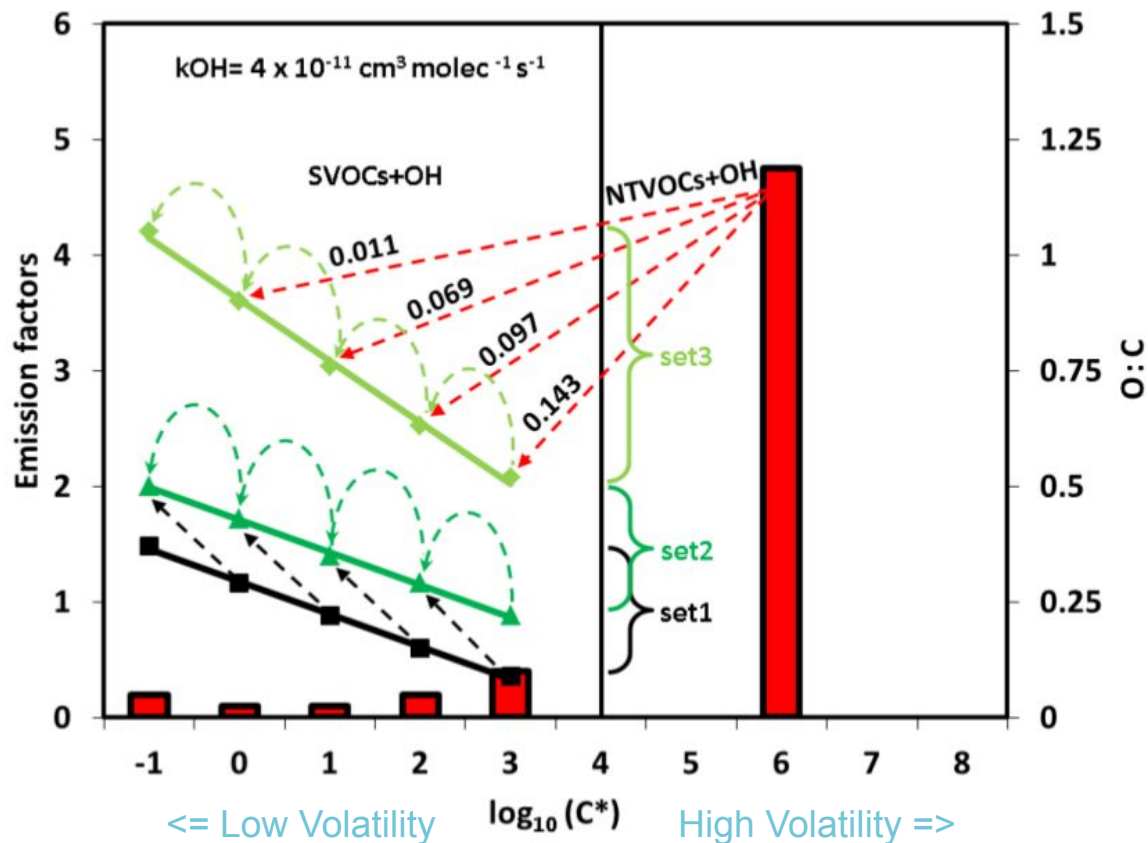 kOH= 4 x 10⁻¹¹ cm³ molec ⁻¹ s⁻¹
SVOCs+OH
NTVOCs+OH
0.011
0.069
0.097
0.143
set3
set2
set1
Emission factors
6
5
4
3
2
1
0
O:C
1.5
1.25
1
0.75
0.5
0.25
0
-1 0 1 2 3 4 5 6 7 8
log₁₀ (C*)
<= Low Volatility
High Volatility =>